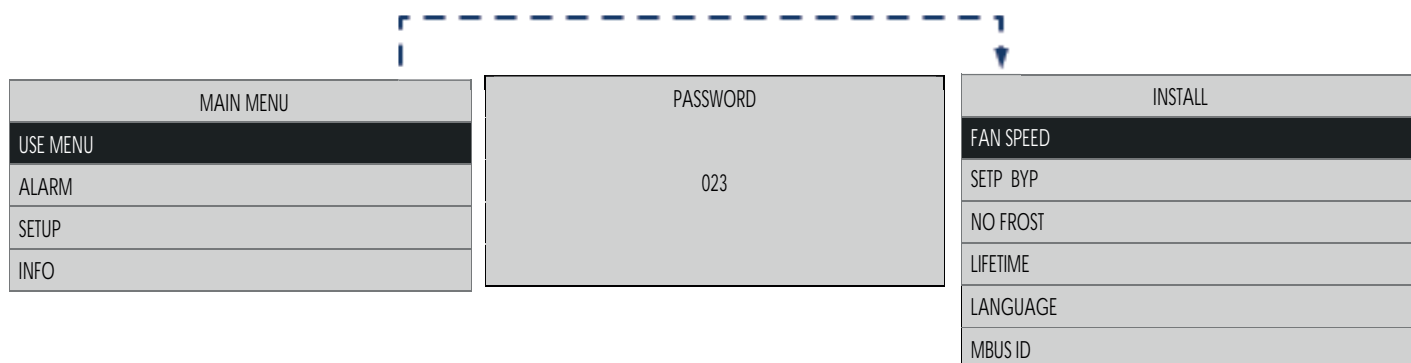 MAIN MENU
USE MENU
ALARM
SETUP
INFO
PASSWORD
023
INSTALL
FAN SPEED
SETP BYP
NO FROST
LIFETIME
LANGUAGE
MBUS ID